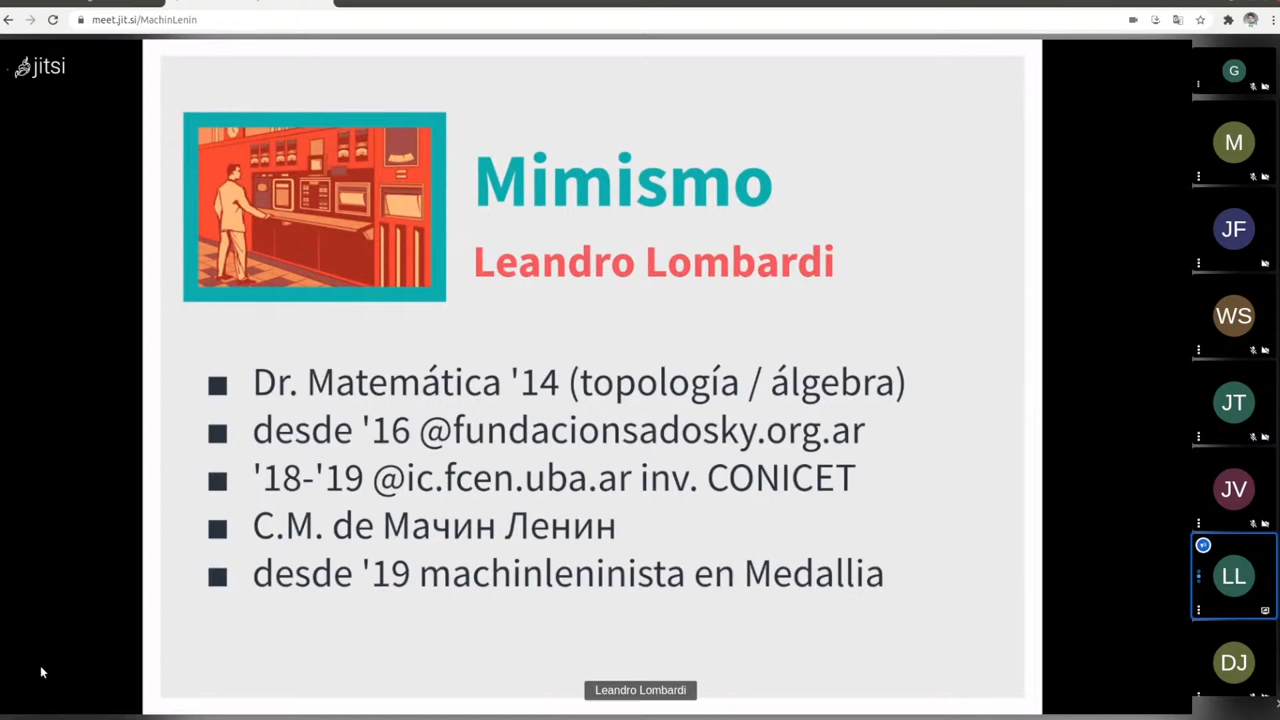 meet.jit.si/MachinLenin
jitsi
Mimismo
Leandro Lombardi
■ Dr. Matemática '14 (topología / álgebra)
■ desde '16 @fundacionsadosky.org.ar
■ '18-'19 @ic.fcen.uba.ar inv. CONICET
■ C.M. de Мачин Ленин
■ desde '19 machinleninista en Medallia
Leandro Lombardi
G
M
JF
WS
JT
JV
LL
DJ